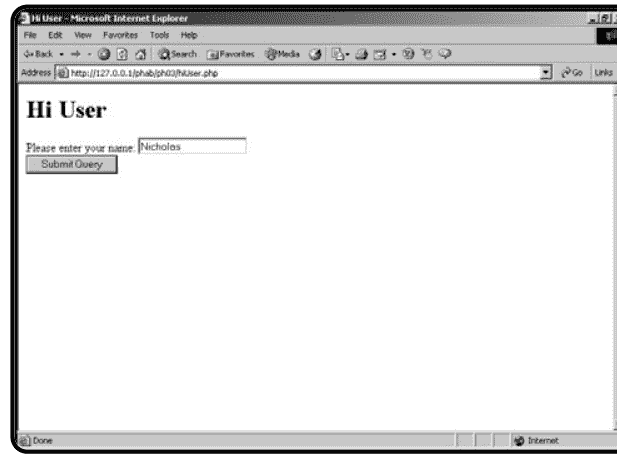 Hi User - Microsoft Internet Explorer
File Edit View Favorites Tools Help
Back Search Favorites Media
Address http://127.0.0.1/phab/ph03/hiUser.php Go Links
Hi User
Please enter your name: Nicholas
Submit Query
Done Internet